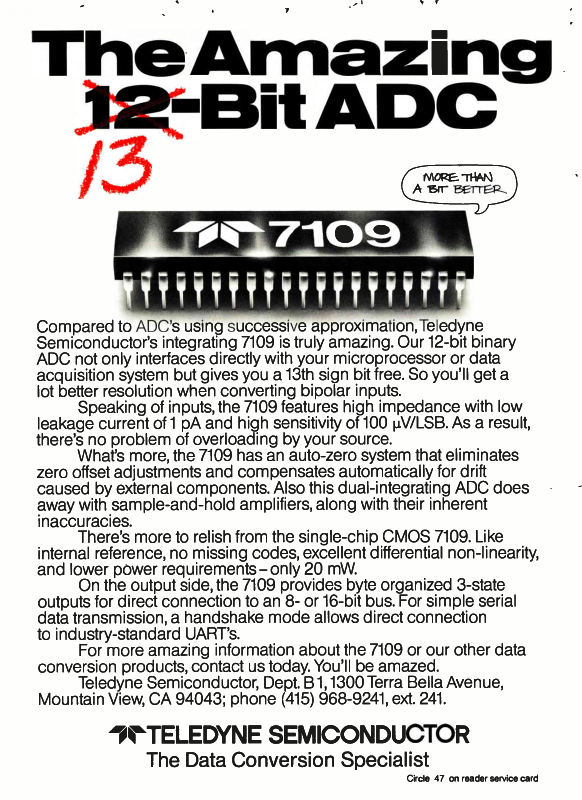 The Amazing
12-Bit ADC
13
MORE THAN
A BIT BETTER
7109
Compared to ADC's using successive approximation, Teledyne
Semiconductor's integrating 7109 is truly amazing. Our 12-bit binary
ADC not only interfaces directly with your microprocessor or data
acquisition system but gives you a 13th sign bit free. So you'll get a
lot better resolution when converting bipolar inputs.
Speaking of inputs, the 7109 features high impedance with low
leakage current of 1 pA and high sensitivity of 100 µV/LSB. As a result,
there's no problem of overloading by your source.
What's more, the 7109 has an auto-zero system that eliminates
zero offset adjustments and compensates automatically for drift
caused by external components. Also this dual-integrating ADC does
away with sample-and-hold amplifiers, along with their inherent
inaccuracies.
There's more to relish from the single-chip CMOS 7109. Like
internal reference, no missing codes, excellent differential non-linearity,
and lower power requirements – only 20 mW.
On the output side, the 7109 provides byte organized 3-state
outputs for direct connection to an 8- or 16-bit bus. For simple serial
data transmission, a handshake mode allows direct connection
to industry-standard UART's.
For more amazing information about the 7109 or our other data
conversion products, contact us today. You'll be amazed.
Teledyne Semiconductor, Dept. B1, 1300 Terra Bella Avenue,
Mountain View, CA 94043; phone (415) 968-9241, ext. 241.
TELEDYNE SEMICONDUCTOR
The Data Conversion Specialist
Circle 47 on reader service card